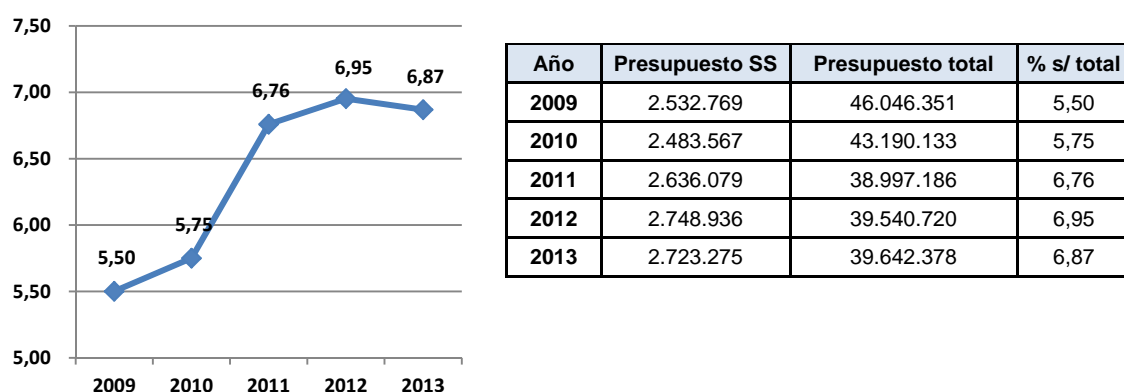 7,50
7,00
6,50
6,00
5,50
5,00
5,50
5,75
6,76
6,95
6,87
2009 2010 2011 2012 2013
Año Presupuesto SS Presupuesto total % s/ total
2009 2.532.769 46.046.351 5,50
2010 2.483.567 43.190.133 5,75
2011 2.636.079 38.997.186 6,76
2012 2.748.936 39.540.720 6,95
2013 2.723.275 39.642.378 6,87